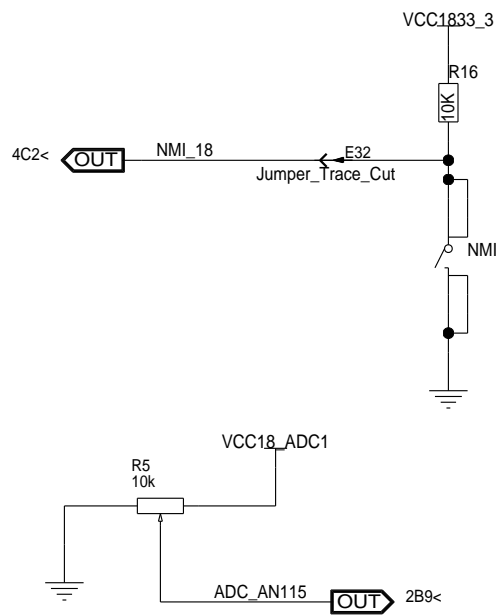 VCC1833_3
R16
10K
4C2<
OUT
NMI_18
E32
Jumper_Trace_Cut
NMI
VCC18_ADC1
R5
10k
ADC_AN115
OUT
2B9<